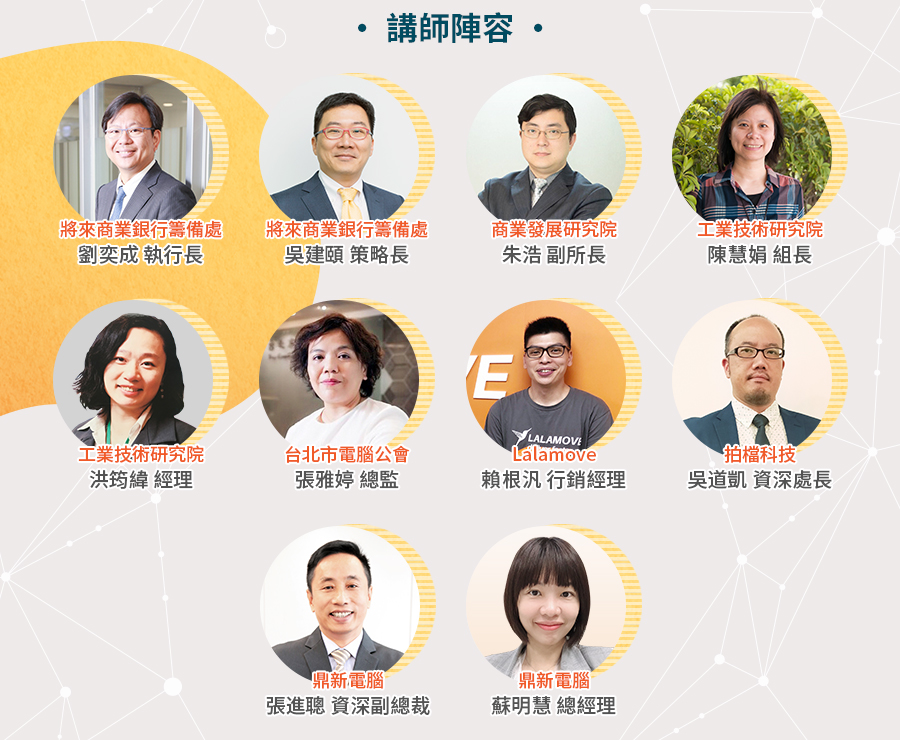 • 講師陣容 •
將來商業銀行籌備處
劉奕成 執行長
將來商業銀行籌備處
吳建頤 策略長
商業發展研究院
朱浩 副所長
工業技術研究院
陳慧娟 組長
工業技術研究院
洪筠緯 經理
台北市電腦公會
張雅婷 總監
VE
LALAMOVE
Lalamove
賴根汎 行銷經理
拍檔科技
吳道凱 資深處長
鼎新電腦
張進聰 資深副總裁
鼎新電腦
蘇明慧 總經理